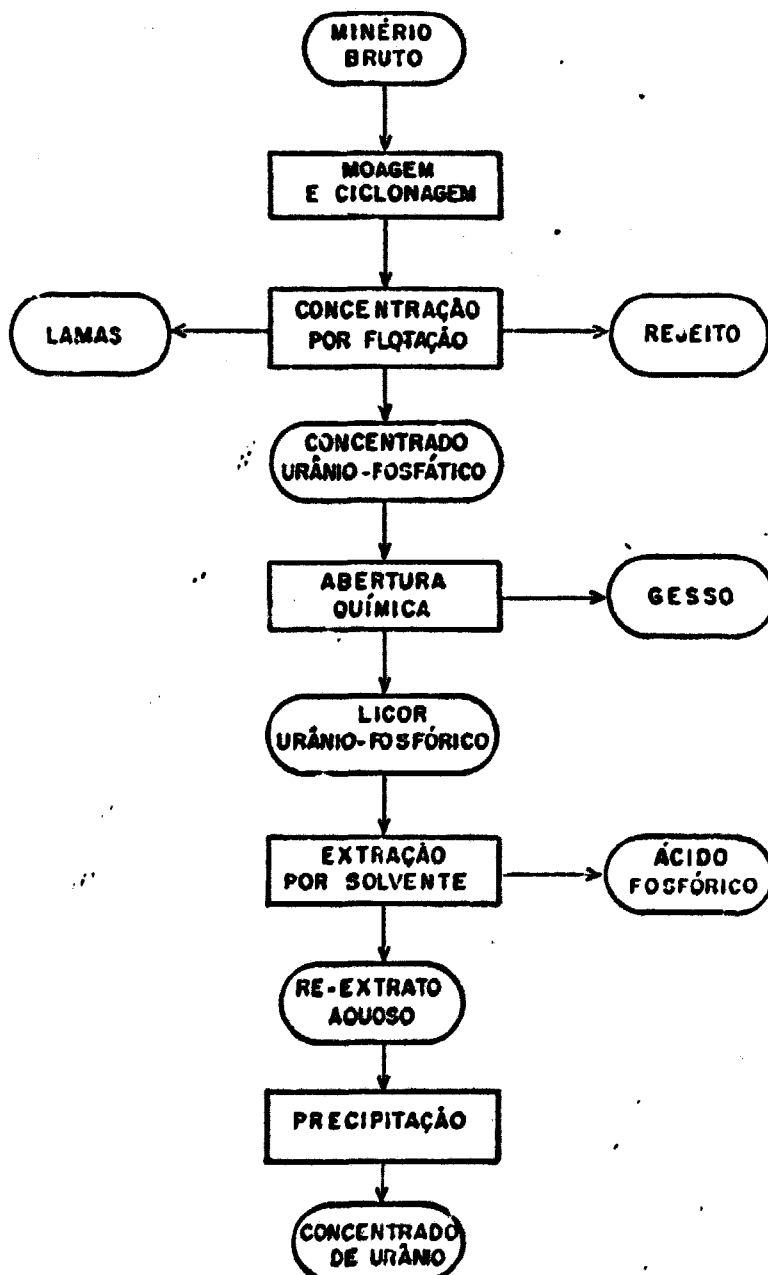 MINÉRIO
BRUTO
MOAGEM
E CICLONAGEM
CONCENTRAÇÃO
POR FLOTAÇÃO
LAMAS
REJEITO
CONCENTRADO
URÂNIO-FOSFÁTICO
ABERTURA
QUÍMICA
GESSO
LICOR
URÂNIO-FOSFÓRICO
EXTRAÇÃO
POR SOLVENTE
ÁCIDO
FOSFÓRICO
RE-EXTRATO
AQUOSO
PRECIPITAÇÃO
CONCENTRADO
DE URÂNIO